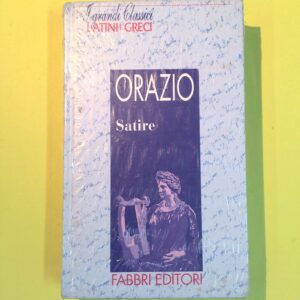 I grandi Classici
LATINI E GRECI
ORAZIO
Satire
FABBRI EDITORI